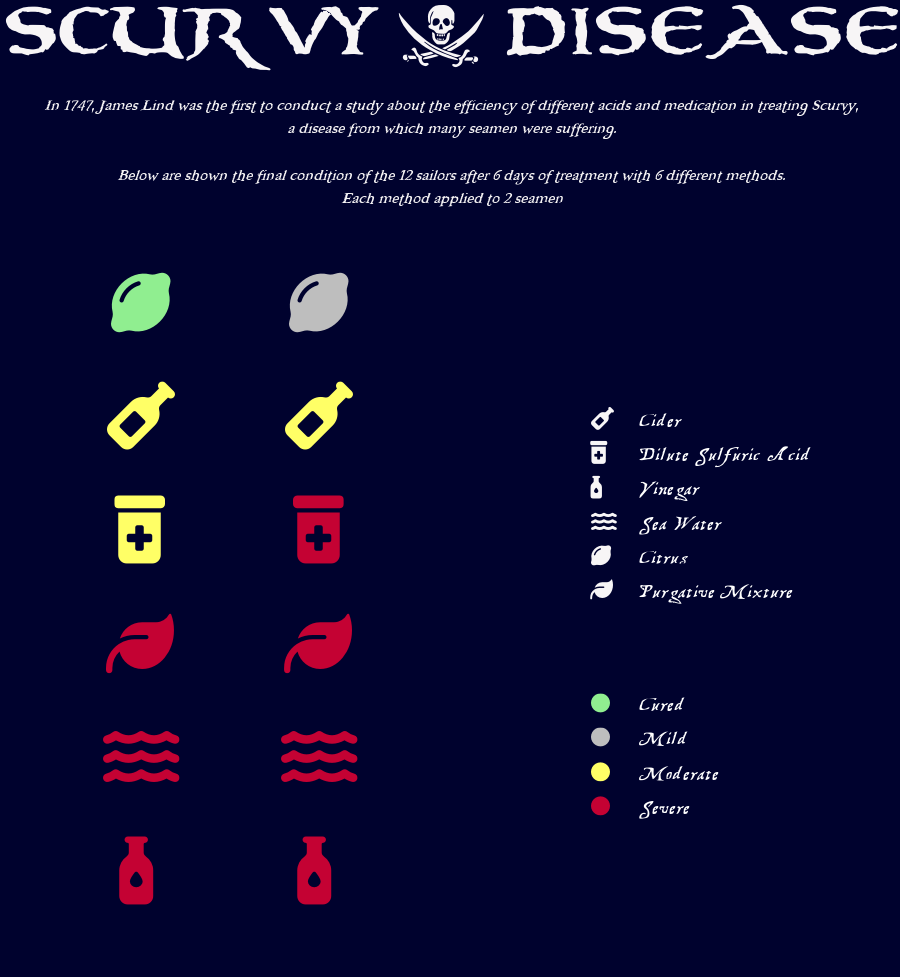 SCURVY DISEASE
In 1747, James Lind was the first to conduct a study about the efficiency of different acids and medication in treating Scurvy,
a disease from which many seamen were suffering.
Below are shown the final condition of the 12 sailors after 6 days of treatment with 6 different methods.
Each method applied to 2 seamen
Cider
Dilute Sulfuric Acid
Vinegar
Sea Water
Citrus
Purgative Mixture
Cured
Mild
Moderate
Severe